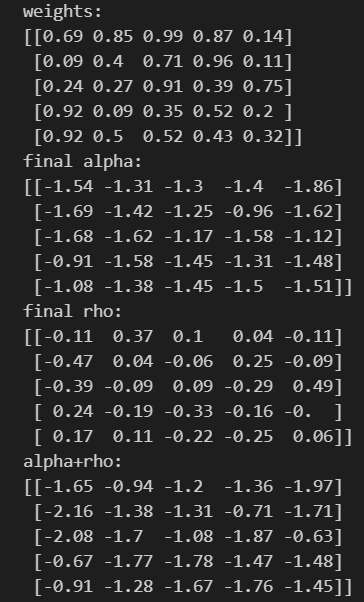 weights:
[[0.69 0.85 0.99 0.87 0.14]
 [0.09 0.4  0.71 0.96 0.11]
 [0.24 0.27 0.91 0.39 0.75]
 [0.92 0.09 0.35 0.52 0.2 ]
 [0.92 0.5  0.52 0.43 0.32]]
final alpha:
[[-1.54 -1.31 -1.3  -1.4  -1.86]
 [-1.69 -1.42 -1.25 -0.96 -1.62]
 [-1.68 -1.62 -1.17 -1.58 -1.12]
 [-0.91 -1.58 -1.45 -1.31 -1.48]
 [-1.08 -1.38 -1.45 -1.5  -1.51]]
final rho:
[[-0.11  0.37  0.1   0.04 -0.11]
 [-0.47  0.04 -0.06  0.25 -0.09]
 [-0.39 -0.09  0.09 -0.29  0.49]
 [ 0.24 -0.19 -0.33 -0.16 -0.  ]
 [ 0.17  0.11 -0.22 -0.25  0.06]]
alpha+rho:
[[-1.65 -0.94 -1.2  -1.36 -1.97]
 [-2.16 -1.38 -1.31 -0.71 -1.71]
 [-2.08 -1.7  -1.08 -1.87 -0.63]
 [-0.67 -1.77 -1.78 -1.47 -1.48]
 [-0.91 -1.28 -1.67 -1.76 -1.45]]